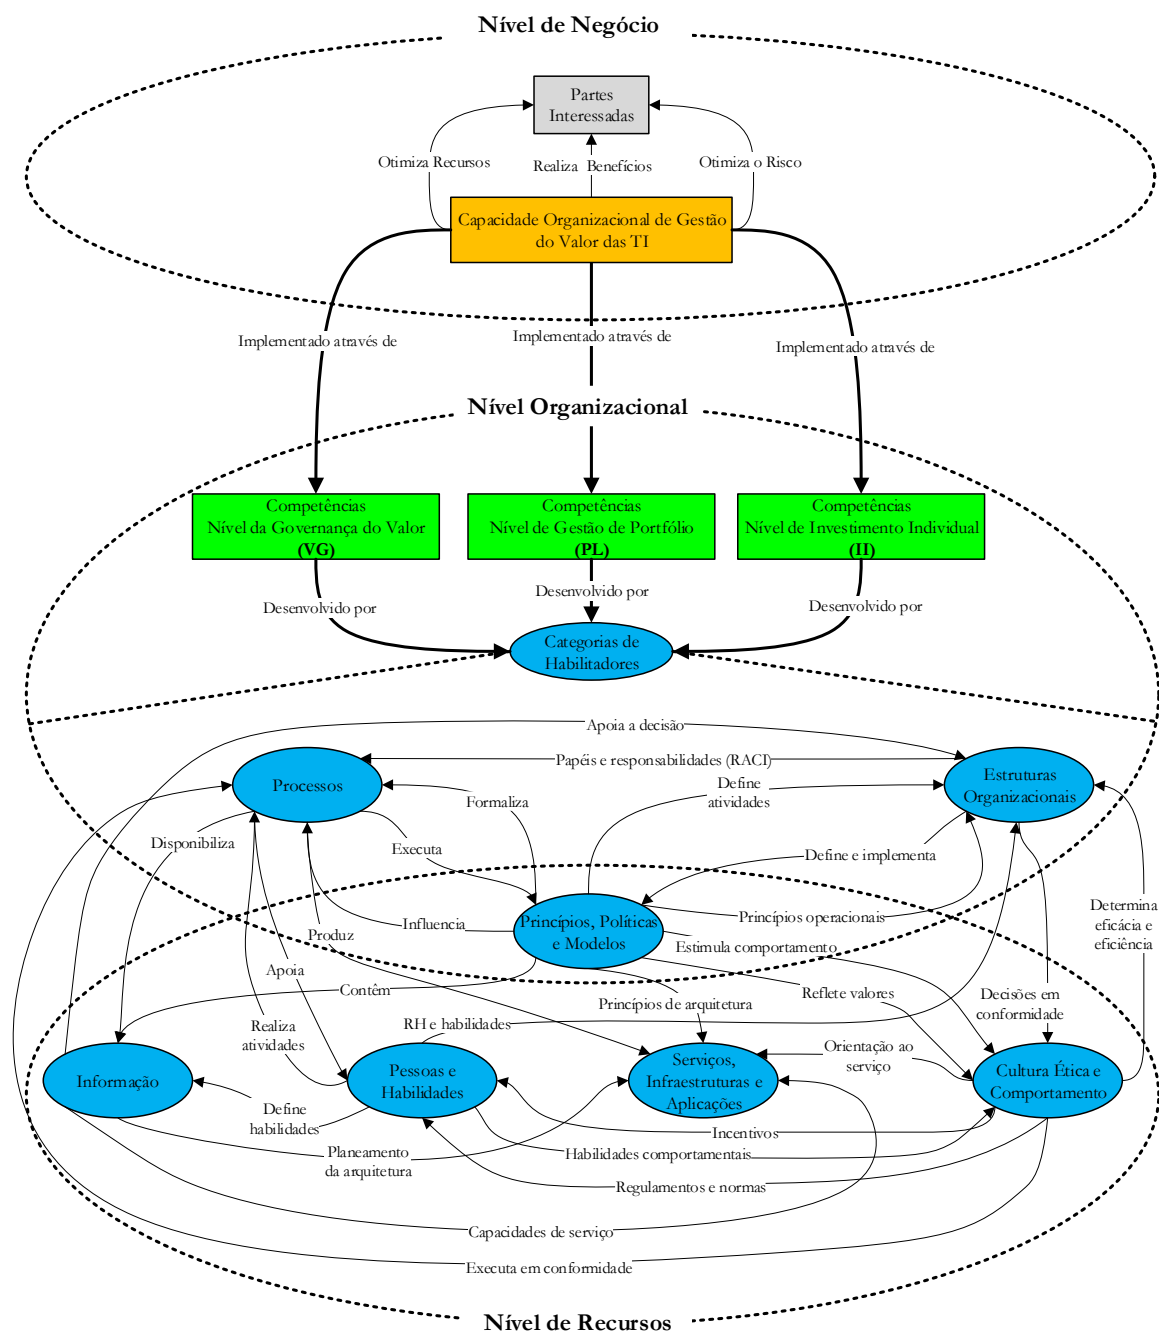 Nível de Negócio
Partes
Interessadas
Otimiza Recursos
Realiza Benefícios
Otimiza o Risco
Capacidade Organizacional de Gestão
do Valor das TI
Implementado através de
Implementado através de
Implementado através de
Nível Organizacional
Competências
Nível da Governança do Valor
(VG)
Competências
Nível de Gestão de Portfólio
(PL)
Competências
Nível de Investimento Individual
(II)
Desenvolvido por
Desenvolvido por
Desenvolvido por
Categorias de
Habilitadores
Apoia a decisão
Papéis e responsabilidades (RACI)
Processos
Estruturas
Organizacionais
Formaliza
Define
atividades
Disponibiliza
Executa
Define e implementa
Princípios, Políticas
e Modelos
Influencia
Princípios operacionais
Determina
eficácia e
eficiência
Produz
Estimula comportamento
Apoia
Contêm
Princípios de arquitetura
Reflete valores
Decisões em
conformidade
Realiza
atividades
RH e habilidades
Orientação ao
serviço
Informação
Pessoas e
Habilidades
Serviços,
Infraestruturas e
Aplicações
Cultura Ética e
Comportamento
Define
habilidades
Incentivos
Planeamento
da arquitetura
Habilidades comportamentais
Regulamentos e normas
Capacidades de serviço
Executa em conformidade
Nível de Recursos